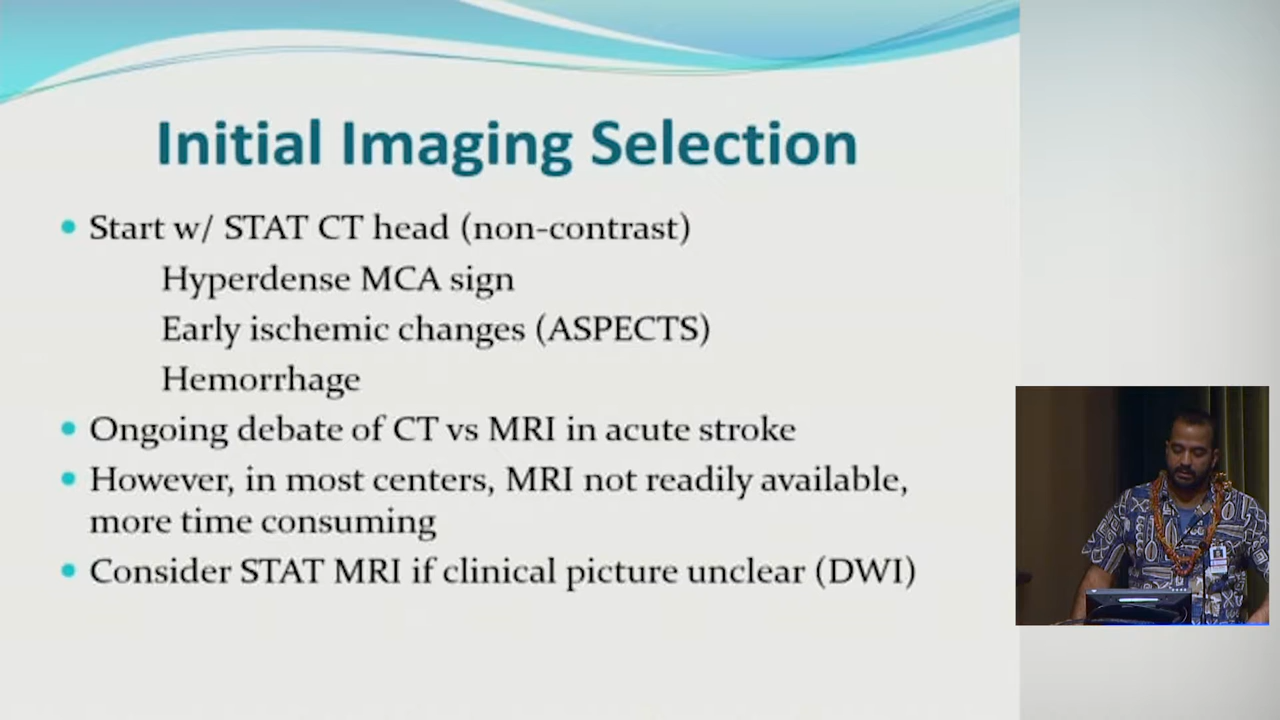 Initial Imaging Selection
Start w/ STAT CT head (non-contrast)
Hyperdense MCA sign
Early ischemic changes (ASPECTS)
Hemorrhage
Ongoing debate of CT vs MRI in acute stroke
However, in most centers, MRI not readily available,
more time consuming
Consider STAT MRI if clinical picture unclear (DWI)